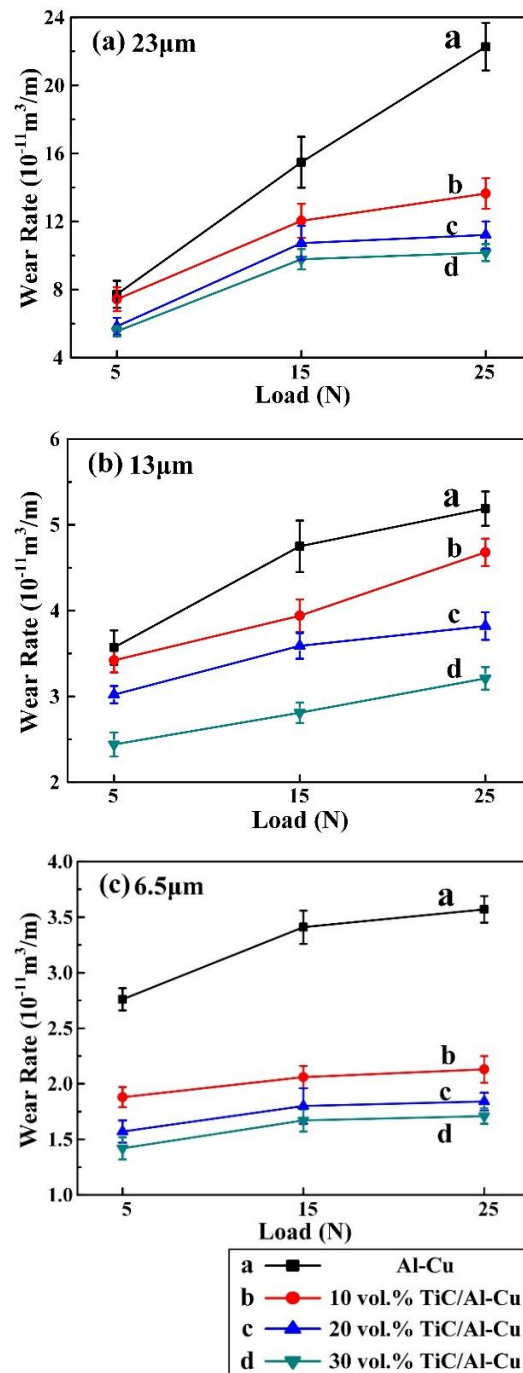 (a) 23μm
a
b
c
d
24
20
16
12
8
4
5
15
25
Wear Rate (10⁻¹¹m³/m)
Load (N)
(b) 13μm
a
b
c
d
6
5
4
3
2
5
15
25
Wear Rate (10⁻¹¹m³/m)
Load (N)
(c) 6.5μm
a
b
c
d
4.0
3.5
3.0
2.5
2.0
1.5
1.0
5
15
25
Wear Rate (10⁻¹¹m³/m)
Load (N)
a Al-Cu
b 10 vol.% TiC/Al-Cu
c 20 vol.% TiC/Al-Cu
d 30 vol.% TiC/Al-Cu